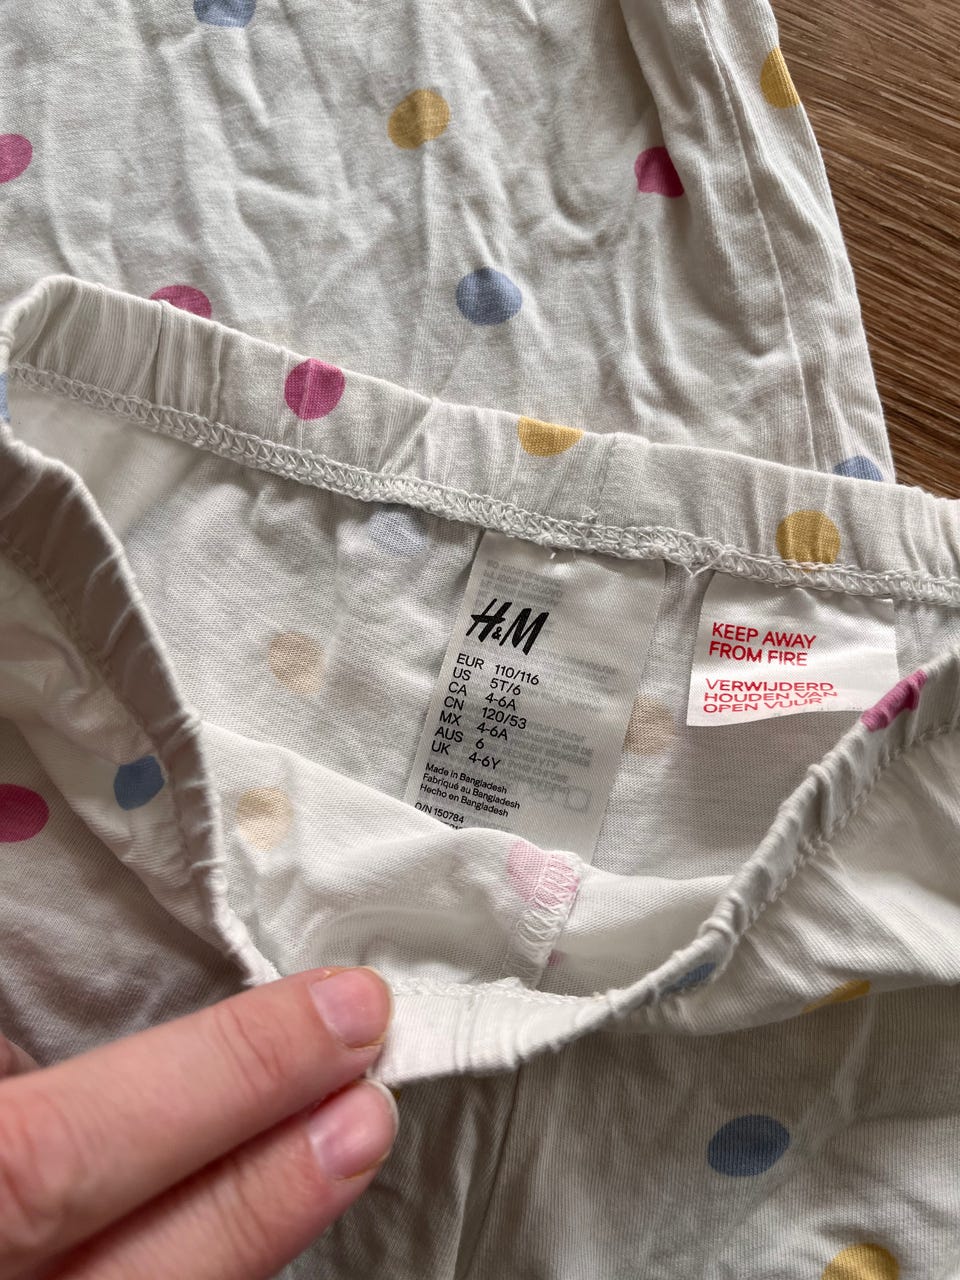 H&M
EUR 110/116
US 5T/6
CA 4-6A
CN 120/53
MX 4-6A
AUS 6
UK 4-6Y
Made in Bangladesh
Fabriqué au Bangladesh
Hecho en Bangladesh
O/N 150784
KEEP AWAY
FROM FIRE
VERWIJDERD
HOUDEN VAN
OPEN VUUR